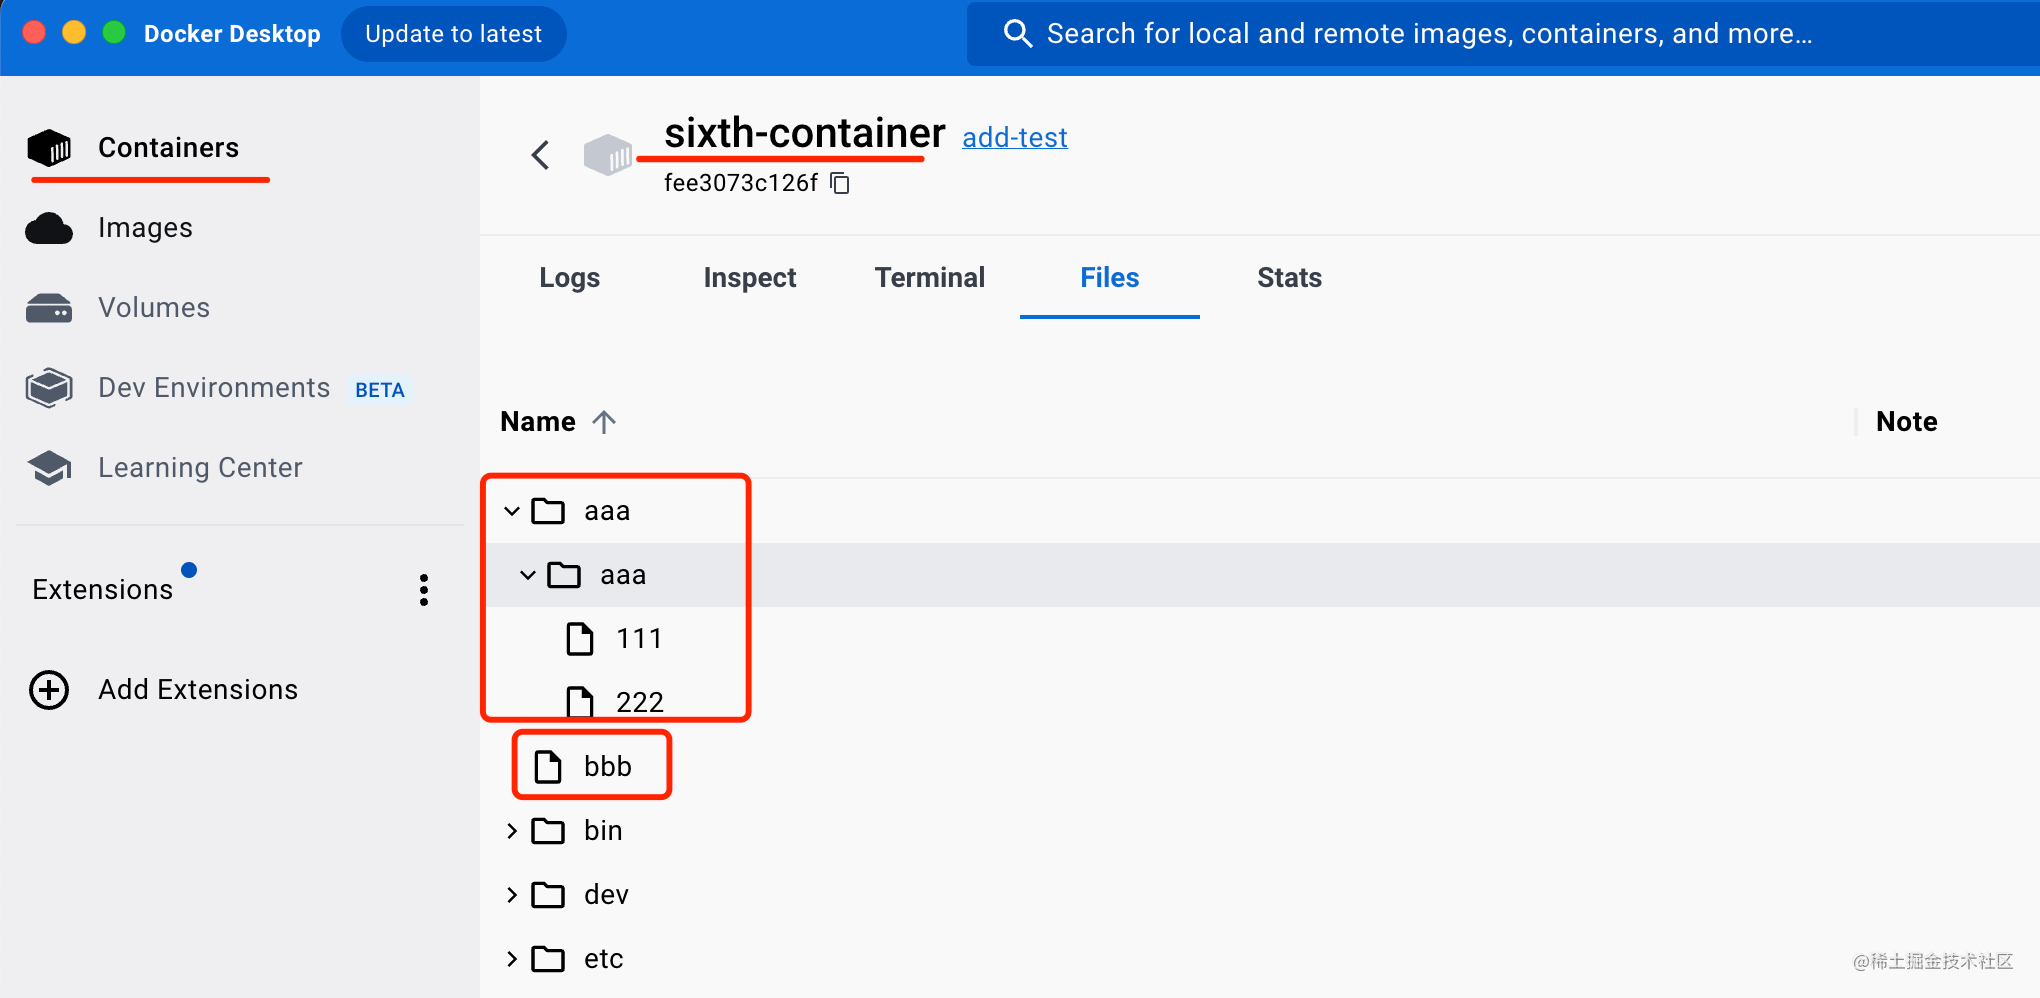 Docker Desktop
Update to latest
Search for local and remote images, containers, and more...
Containers
Images
Volumes
Dev Environments BETA
Learning Center
Extensions
Add Extensions
sixth-container add-test
fee3073c126f
Logs Inspect Terminal Files Stats
Name Note
aaa
aaa
111
222
bbb
bin
dev
etc
@稀土掘金技术社区